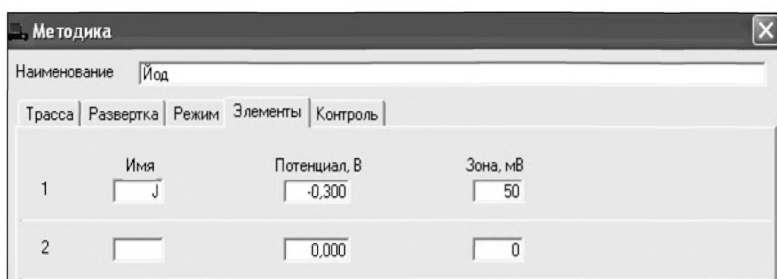 Методика
Наименование Йод
Трасса Развертка Режим Элементы Контроль
Имя Потенциал, В Зона, мВ
1 J -0,300 50
2 0,000 0